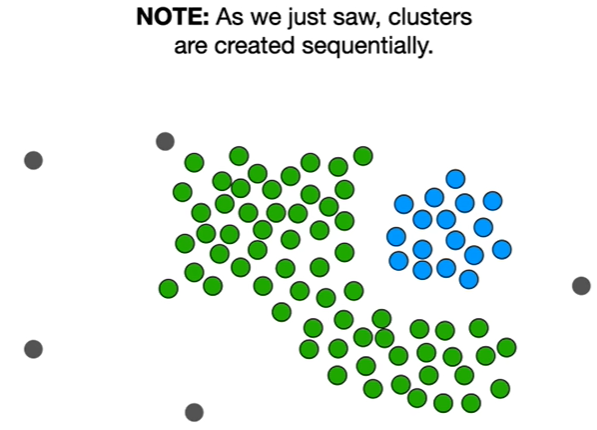 NOTE: As we just saw, clusters
are created sequentially.